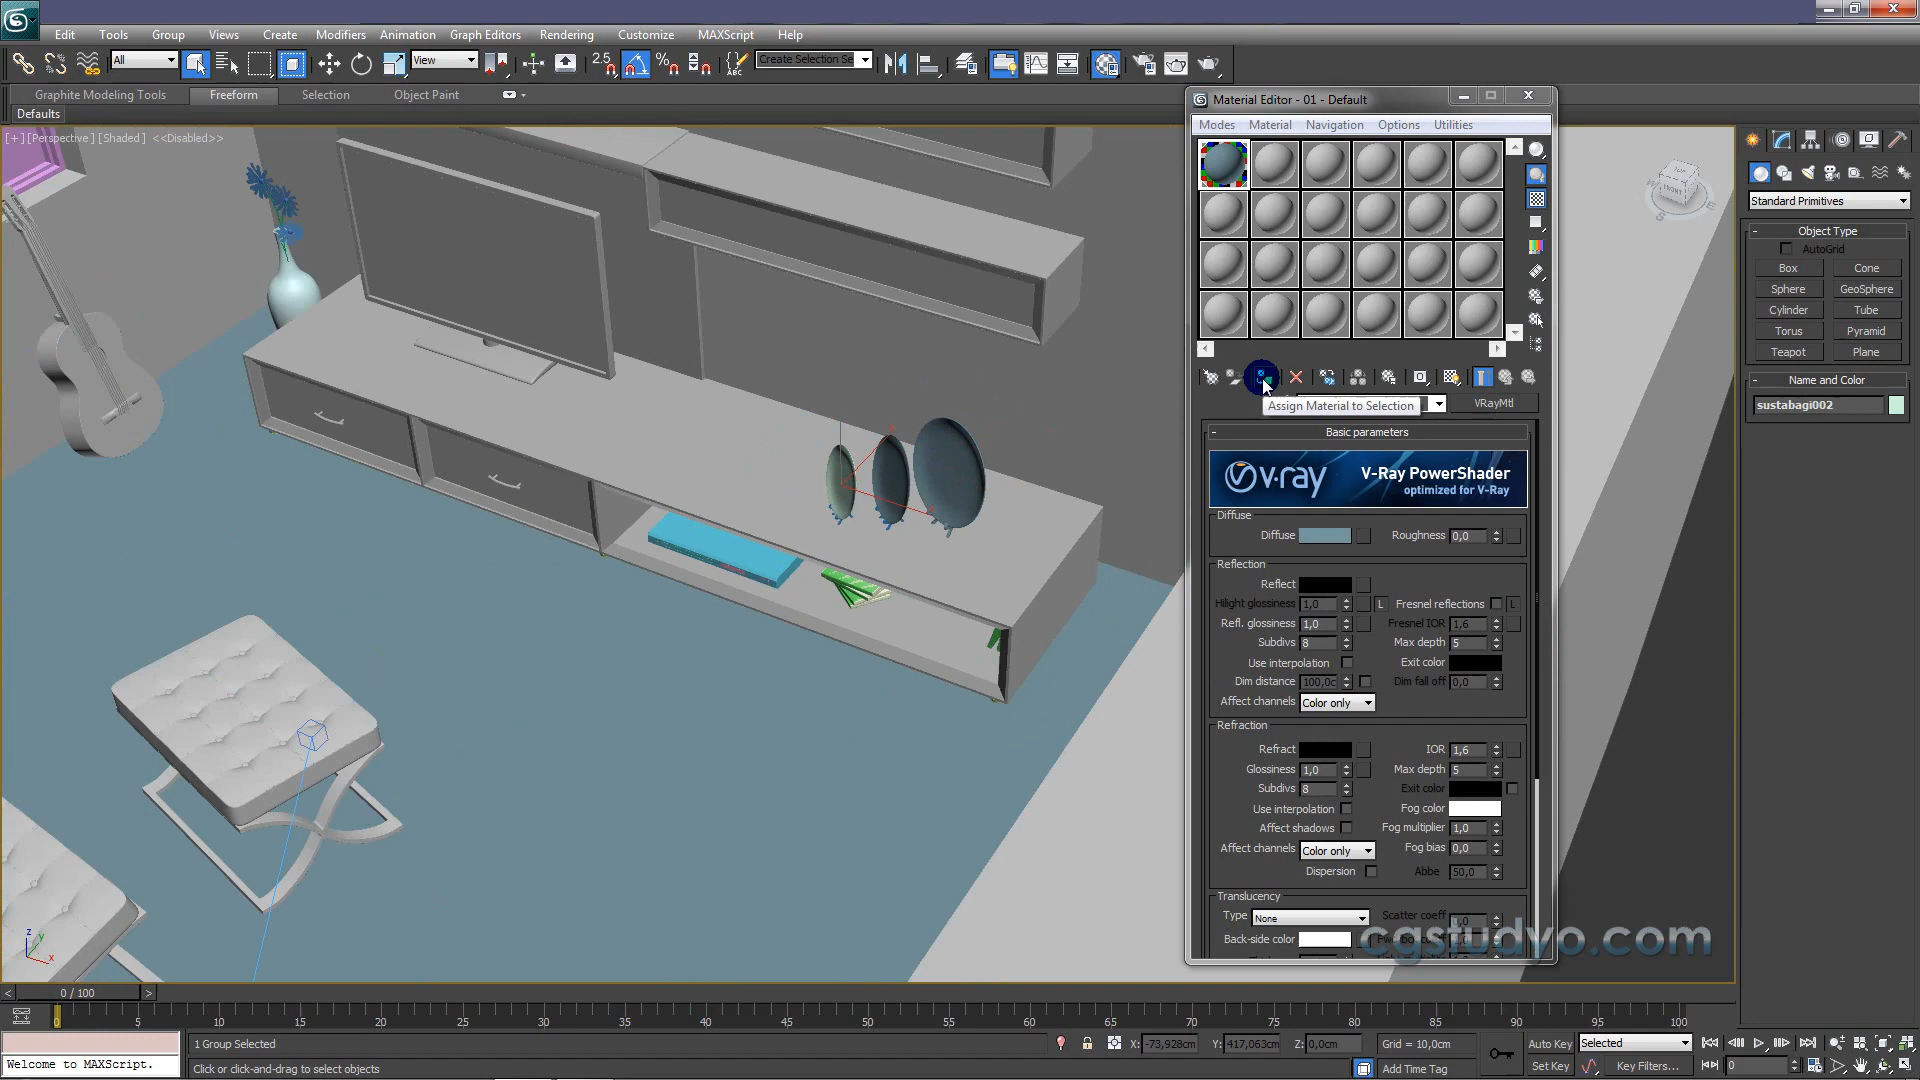 Edit Tools Group Views Create Modifiers Animation Graph Editors Rendering Customize MAXScript Help
All View 2.5 Create Selection Se
Graphite Modeling Tools Freeform Selection Object Paint
Defaults
[+] [Perspective] [Shaded] <<Disabled>>
Material Editor - 01 - Default
Modes Material Navigation Options Utilities
Assign Material to Selection
VRayMtl
- Basic parameters
v·ray V-Ray PowerShader
optimized for V-Ray
Diffuse
Diffuse Roughness 0,0
Reflection
Reflect
Hilight glossiness 1,0 L Fresnel reflections L
Refl. glossiness 1,0 Fresnel IOR 1,6
Subdivs 8 Max depth 5
Use interpolation Exit color
Dim distance 100,0c Dim fall off 0,0
Affect channels Color only
Refraction
Refract IOR 1,6
Glossiness 1,0 Max depth 5
Subdivs 8 Exit color
Use interpolation Fog color
Affect shadows Fog multiplier 1,0
Affect channels Color only Fog bias 0,0
Dispersion Abbe 50,0
Translucency
Type None Scatter coeff
Back-side color
cgstudyo.com
TOP
FRONT
Standard Primitives
- Object Type
AutoGrid
Box Cone
Sphere GeoSphere
Cylinder Tube
Torus Pyramid
Teapot Plane
- Name and Color
sustabagi002
z
y
x
< 0 / 100 >
0 5 10 15 20 25 30 35 40 45 50 55 60 65 70 75 80 85 90 95 100
1 Group Selected X: -73,928cm Y: 417,063cm Z: 0,0cm Grid = 10,0cm Auto Key Selected
Welcome to MAXScript. Click or click-and-drag to select objects Add Time Tag Set Key Key Filters... 0